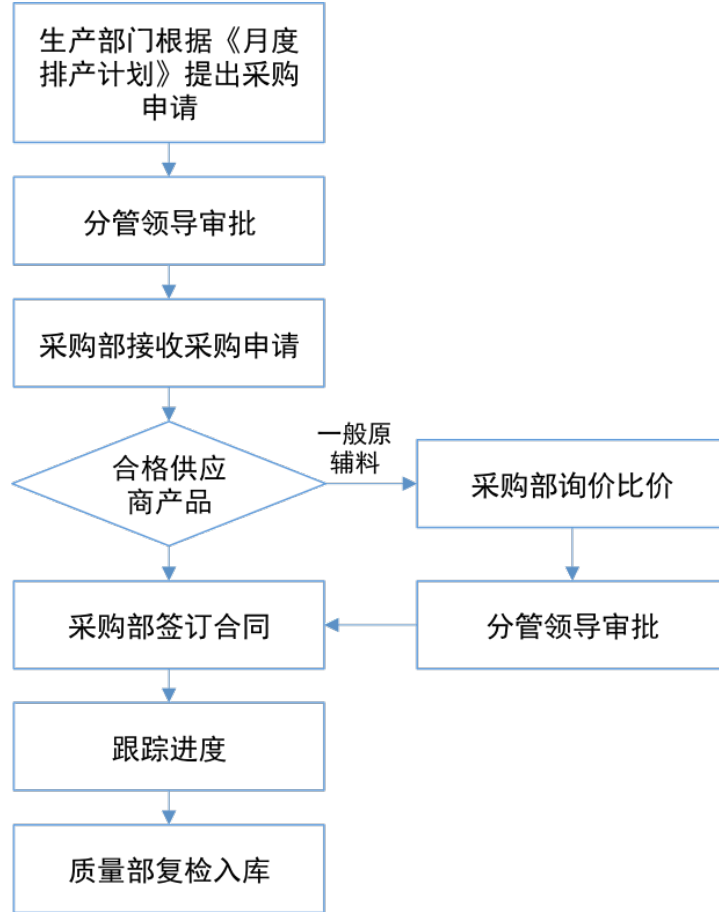 生产部门根据《月度
排产计划》提出采购
申请
分管领导审批
采购部接收采购申请
合格供应
商产品
一般原
辅料
采购部询价比价
采购部签订合同
分管领导审批
跟踪进度
质量部复检入库